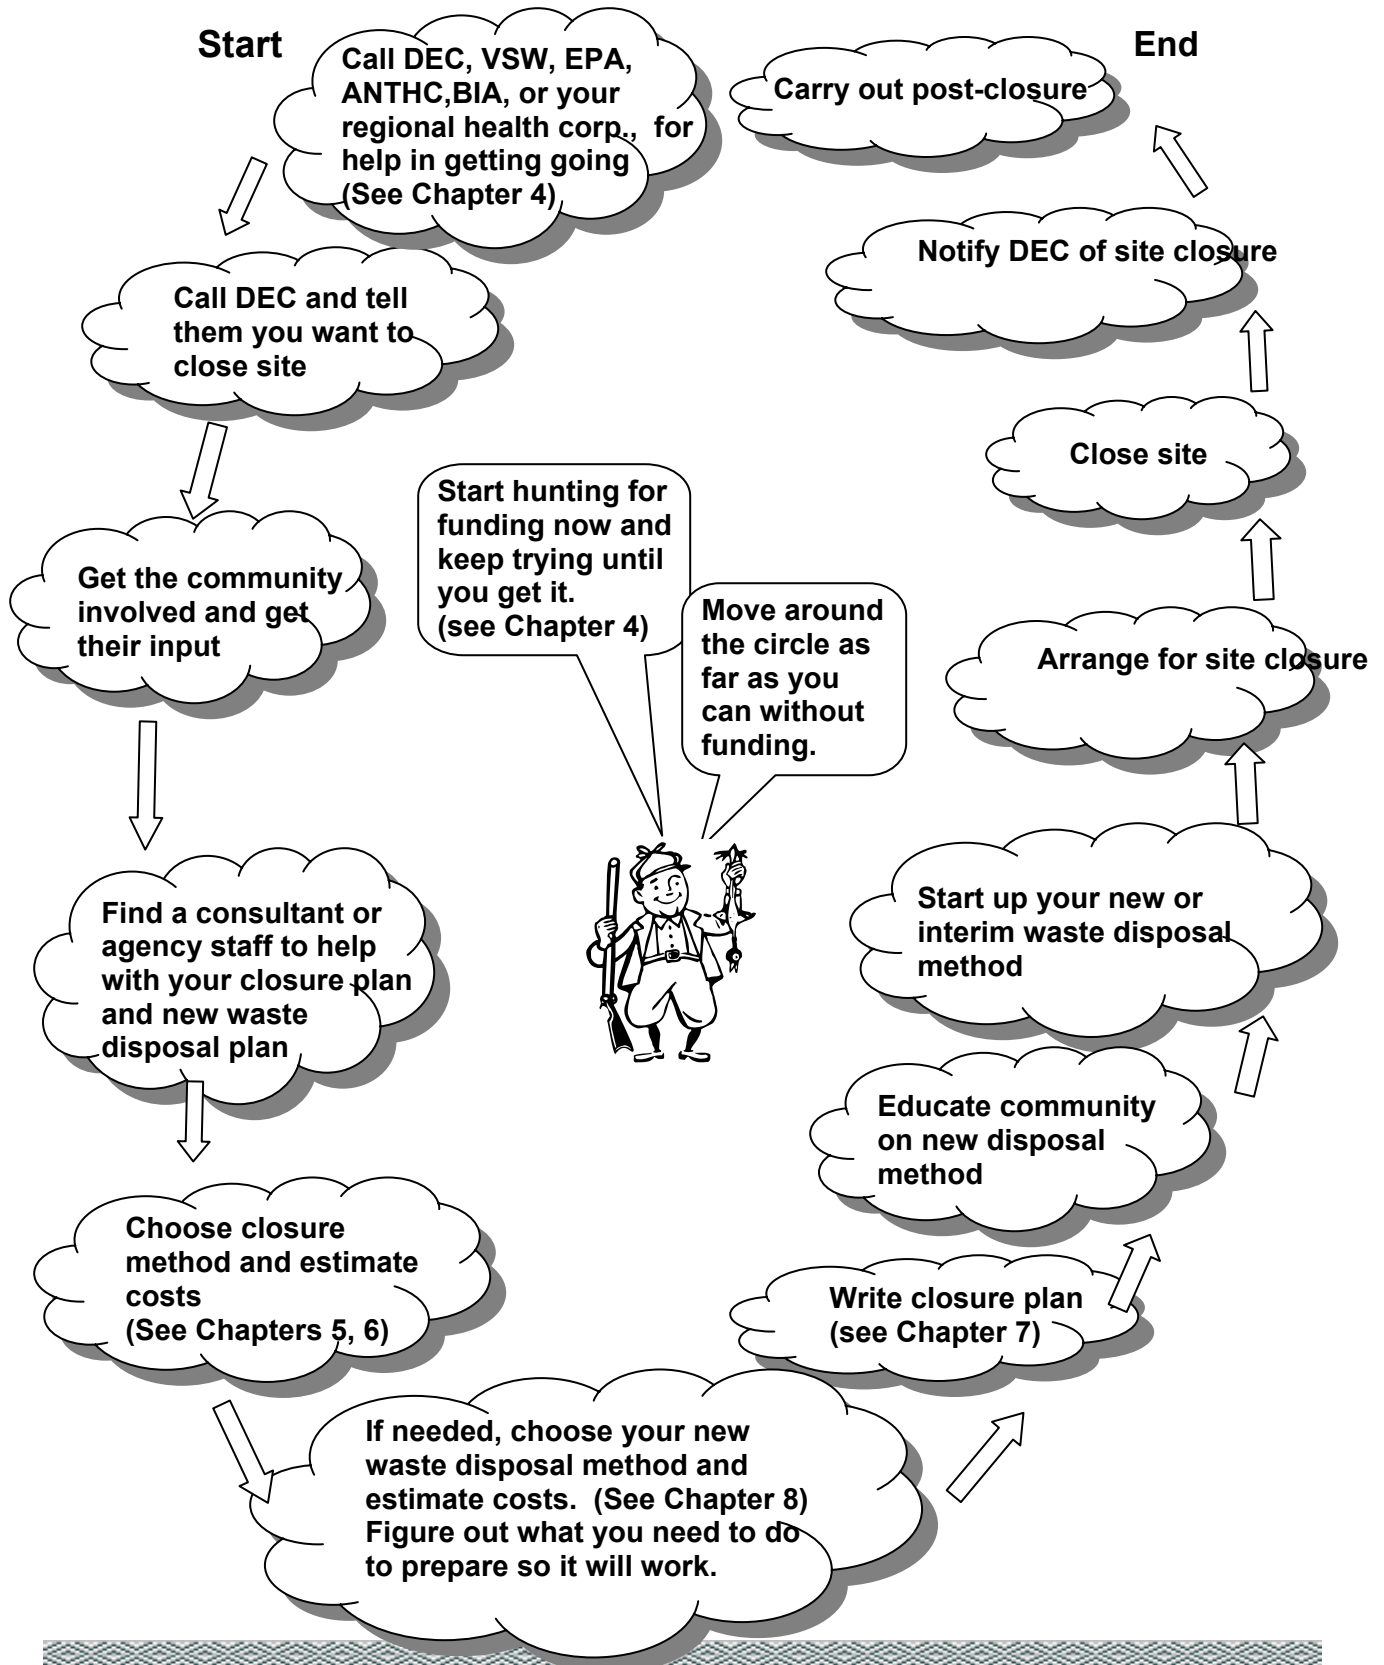 Start
Call DEC, VSW, EPA,
ANTHC,BIA, or your
regional health corp., for
help in getting going
(See Chapter 4)
Call DEC and tell
them you want to
close site
Get the community
involved and get
their input
Find a consultant or
agency staff to help
with your closure plan
and new waste
disposal plan
Choose closure
method and estimate
costs
(See Chapters 5, 6)
If needed, choose your new
waste disposal method and
estimate costs. (See Chapter 8)
Figure out what you need to do
to prepare so it will work.
Write closure plan
(see Chapter 7)
Educate community
on new disposal
method
Start up your new or
interim waste disposal
method
Arrange for site closure
Close site
Notify DEC of site closure
Carry out post-closure
End
Start hunting for
funding now and
keep trying until
you get it.
(see Chapter 4)
Move around
the circle as
far as you
can without
funding.